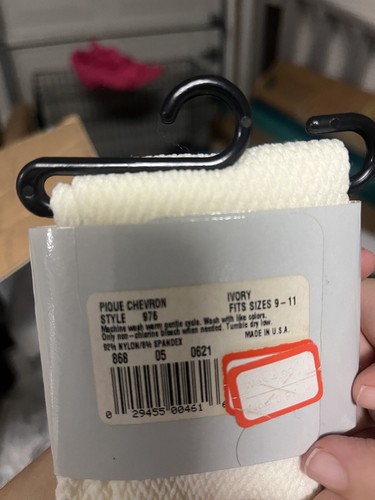 PIQUE CHEVRON IVORY
STYLE 976 FITS SIZES 9-11
Machine wash warm gentle cycle. Wash with like colors.
Only non-chlorine bleach when needed. Tumble dry low.
MADE IN U.S.A.
92% NYLON/8% SPANDEX
868 05 0621
0 29455 00461